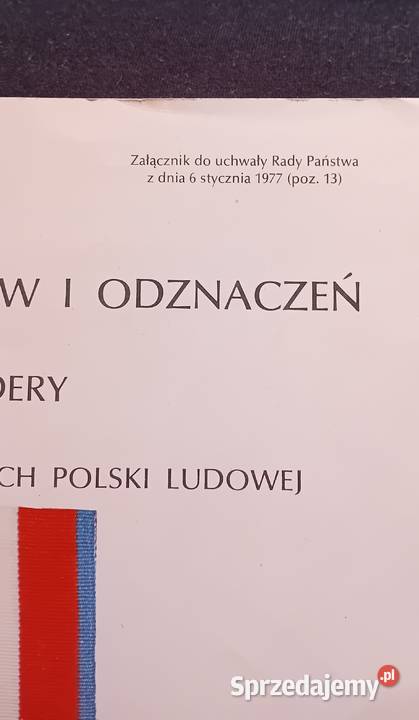 Załącznik do uchwały Rady Państwa
z dnia 6 stycznia 1977 (poz. 13)
W I ODZNACZEŃ
DERY
CH POLSKI LUDOWEJ
Sprzedajemy.pl